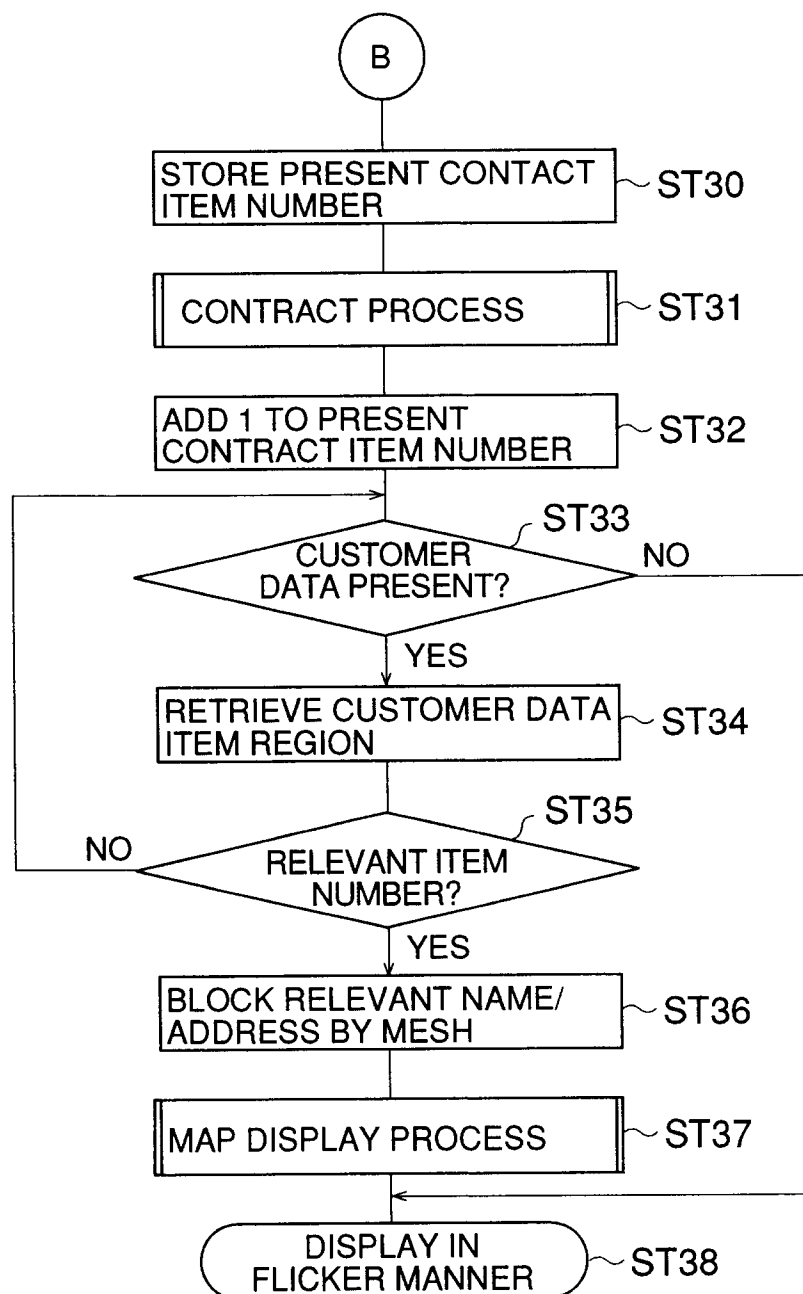 B
STORE PRESENT CONTACT
ITEM NUMBER
ST30
CONTRACT PROCESS
ST31
ADD 1 TO PRESENT
CONTRACT ITEM NUMBER
ST32
ST33
CUSTOMER
DATA PRESENT?
NO
YES
RETRIEVE CUSTOMER DATA
ITEM REGION
ST34
ST35
NO
RELEVANT ITEM
NUMBER?
YES
BLOCK RELEVANT NAME/
ADDRESS BY MESH
ST36
MAP DISPLAY PROCESS
ST37
DISPLAY IN
FLICKER MANNER
ST38